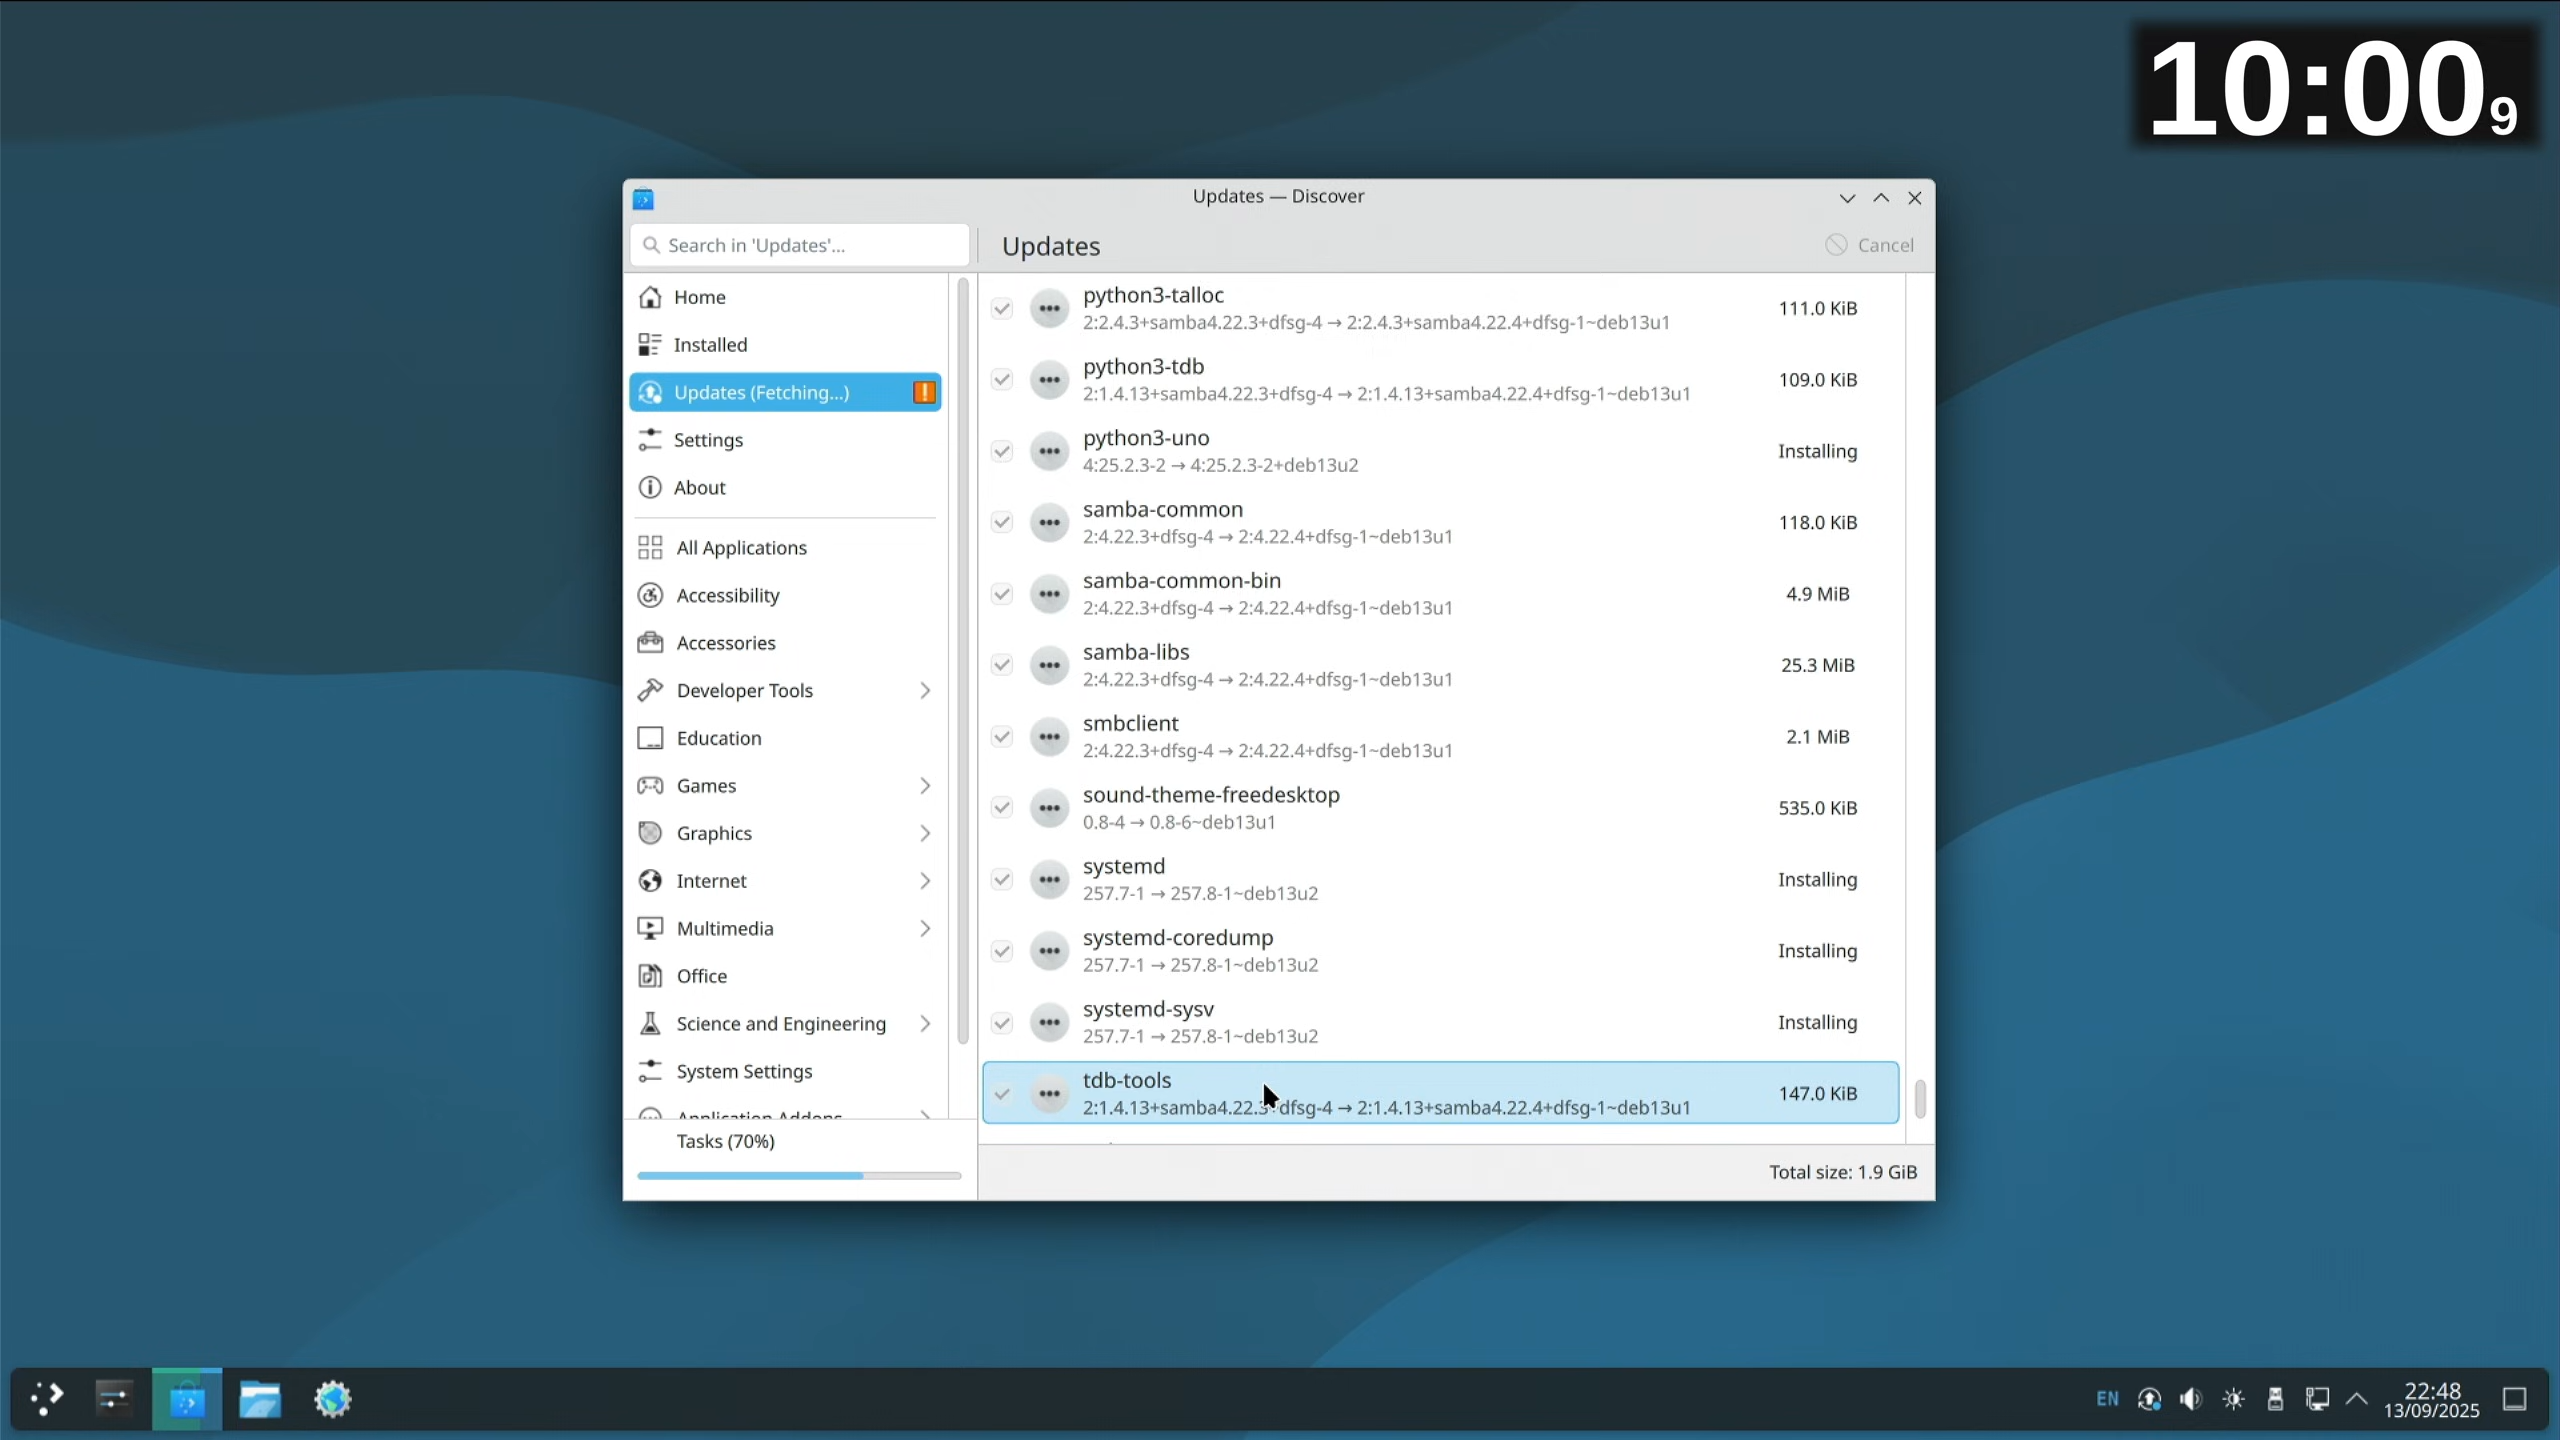 10:00 9
Updates — Discover
Search in 'Updates'...
Updates
Cancel
Home
Installed
Updates (Fetching...)
Settings
About
All Applications
Accessibility
Accessories
Developer Tools
Education
Games
Graphics
Internet
Multimedia
Office
Science and Engineering
System Settings
Application Addons
Tasks (70%)
python3-talloc
2:2.4.3+samba4.22.3+dfsg-4 → 2:2.4.3+samba4.22.4+dfsg-1~deb13u1
111.0 KiB
python3-tdb
2:1.4.13+samba4.22.3+dfsg-4 → 2:1.4.13+samba4.22.4+dfsg-1~deb13u1
109.0 KiB
python3-uno
4:25.2.3-2 → 4:25.2.3-2+deb13u2
Installing
samba-common
2:4.22.3+dfsg-4 → 2:4.22.4+dfsg-1~deb13u1
118.0 KiB
samba-common-bin
2:4.22.3+dfsg-4 → 2:4.22.4+dfsg-1~deb13u1
4.9 MiB
samba-libs
2:4.22.3+dfsg-4 → 2:4.22.4+dfsg-1~deb13u1
25.3 MiB
smbclient
2:4.22.3+dfsg-4 → 2:4.22.4+dfsg-1~deb13u1
2.1 MiB
sound-theme-freedesktop
0.8-4 → 0.8-6~deb13u1
535.0 KiB
systemd
257.7-1 → 257.8-1~deb13u2
Installing
systemd-coredump
257.7-1 → 257.8-1~deb13u2
Installing
systemd-sysv
257.7-1 → 257.8-1~deb13u2
Installing
tdb-tools
2:1.4.13+samba4.22.3+dfsg-4 → 2:1.4.13+samba4.22.4+dfsg-1~deb13u1
147.0 KiB
Total size: 1.9 GiB
EN
22:48
13/09/2025